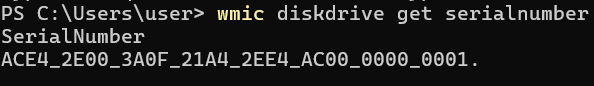 PS C:\Users\user> wmic diskdrive get serialnumber
SerialNumber
ACE4_2E00_3A0F_21A4_2EE4_AC00_0000_0001.